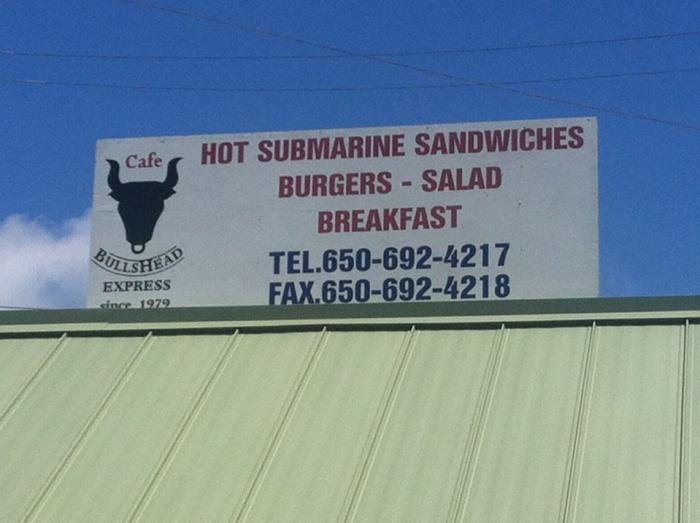 Cafe
BULLSHEAD
EXPRESS
since 1979
HOT SUBMARINE SANDWICHES
BURGERS - SALAD
BREAKFAST
TEL.650-692-4217
FAX.650-692-4218